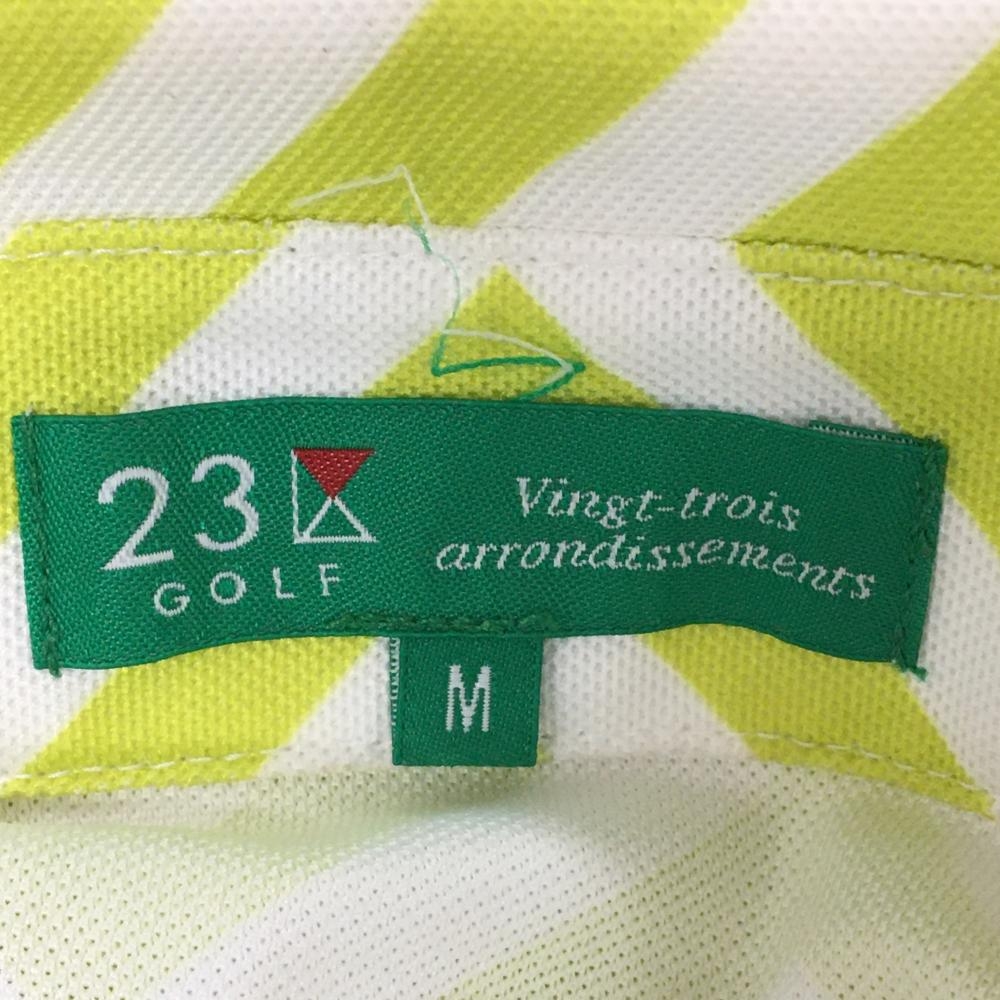 23
GOLF
Vingt-trois
arrondissements
M